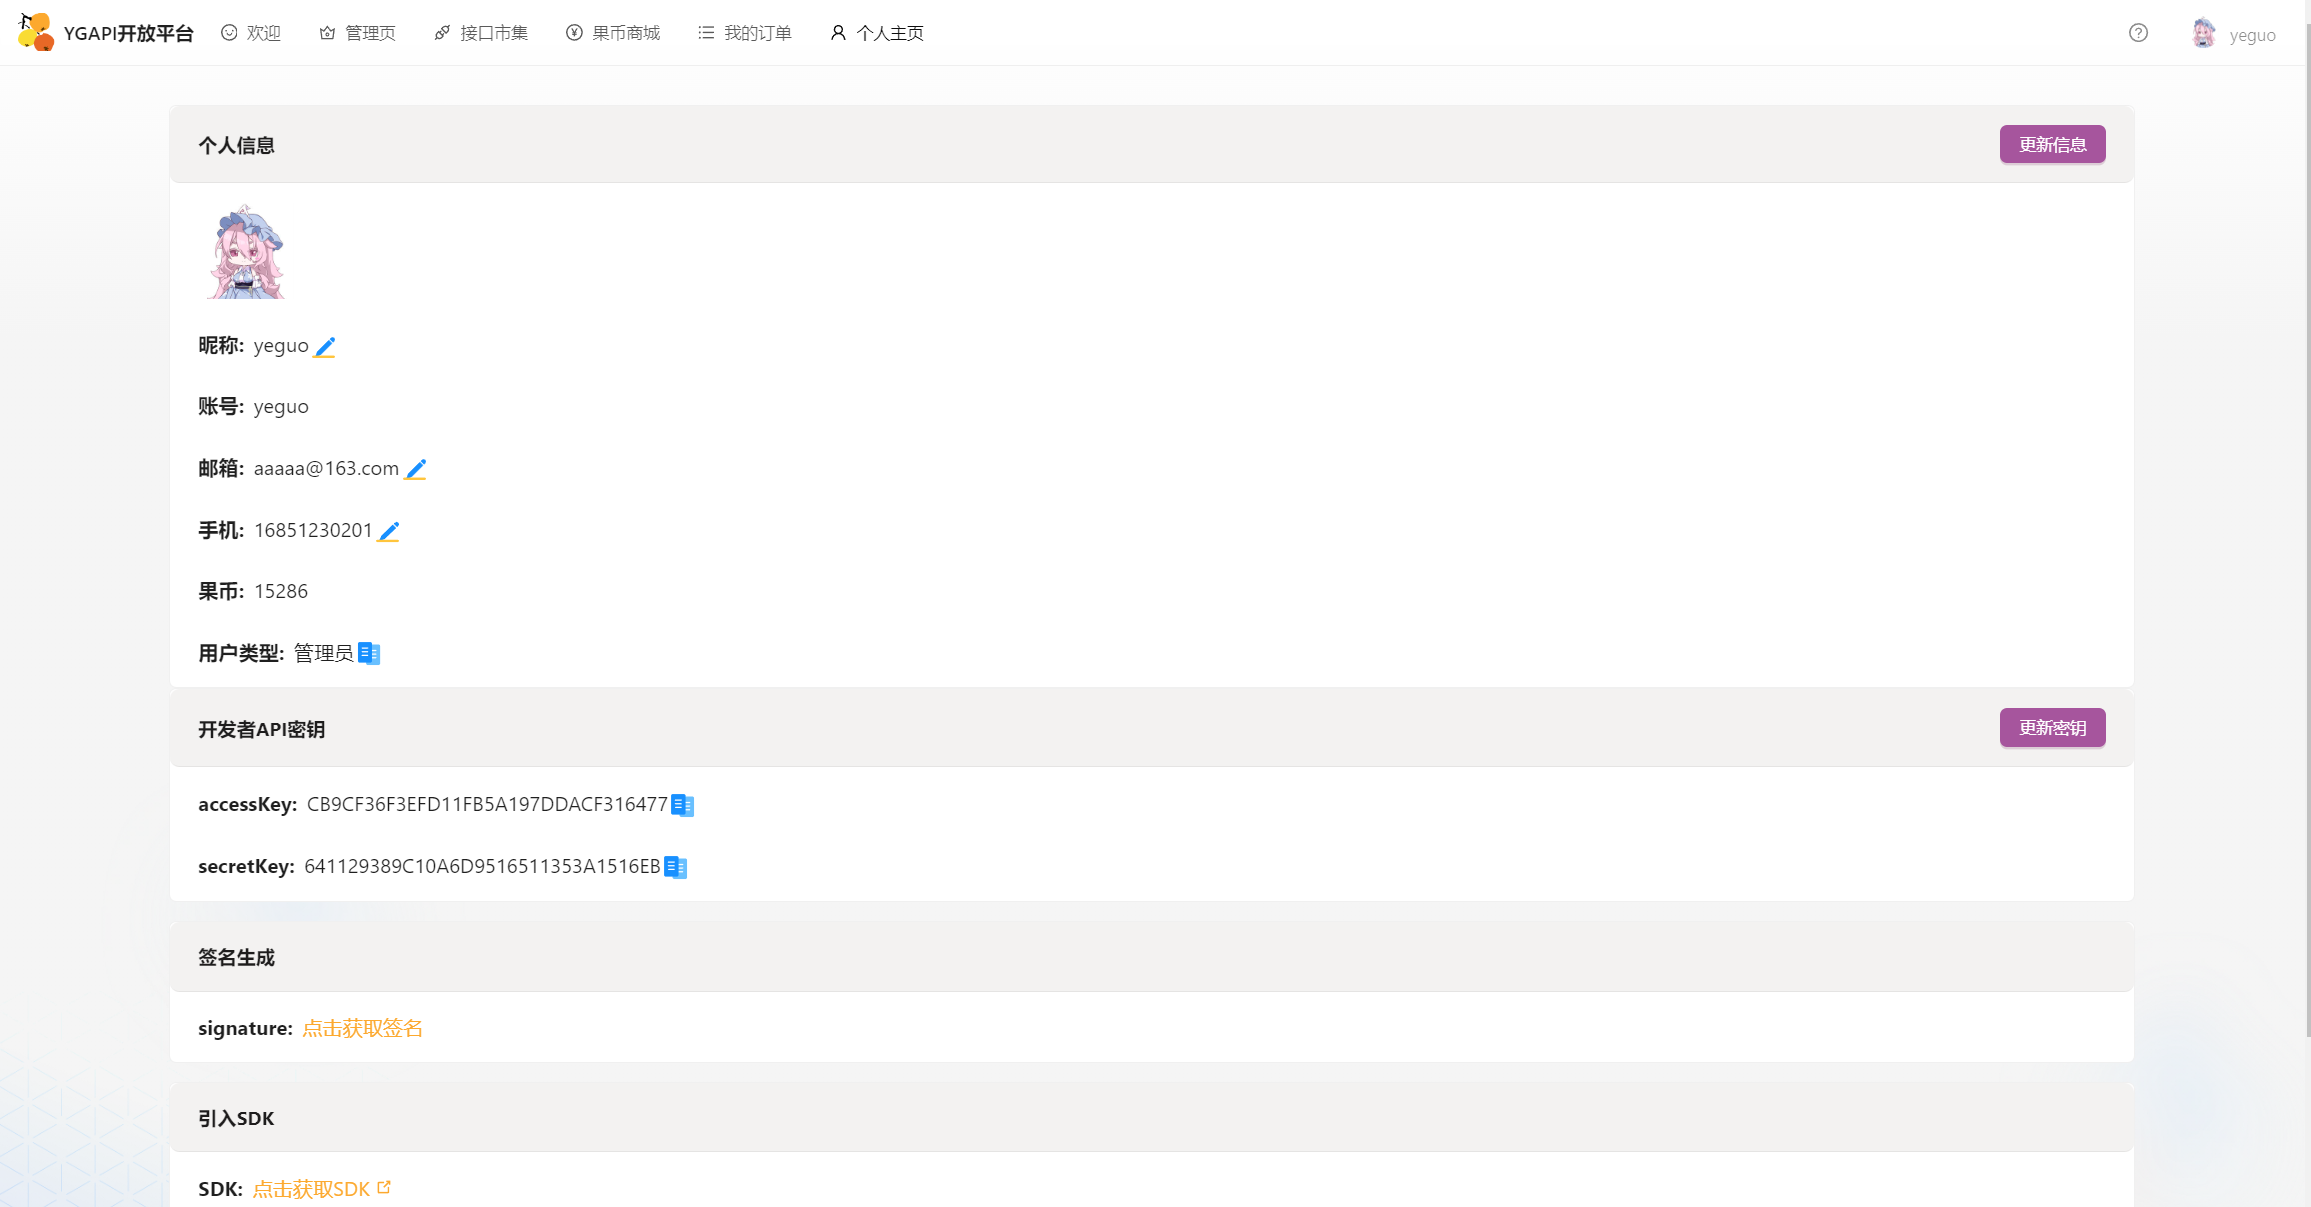 YGAPI开放平台 欢迎 管理页 接口市集 果币商城 我的订单 个人主页 yeguo
个人信息 更新信息
昵称: yeguo
账号: yeguo
邮箱: aaaaa@163.com
手机: 16851230201
果币: 15286
用户类型: 管理员
开发者API密钥 更新密钥
accessKey: CB9CF36F3EFD11FB5A197DDACF316477
secretKey: 641129389C10A6D9516511353A1516EB
签名生成
signature: 点击获取签名
引入SDK
SDK: 点击获取SDK